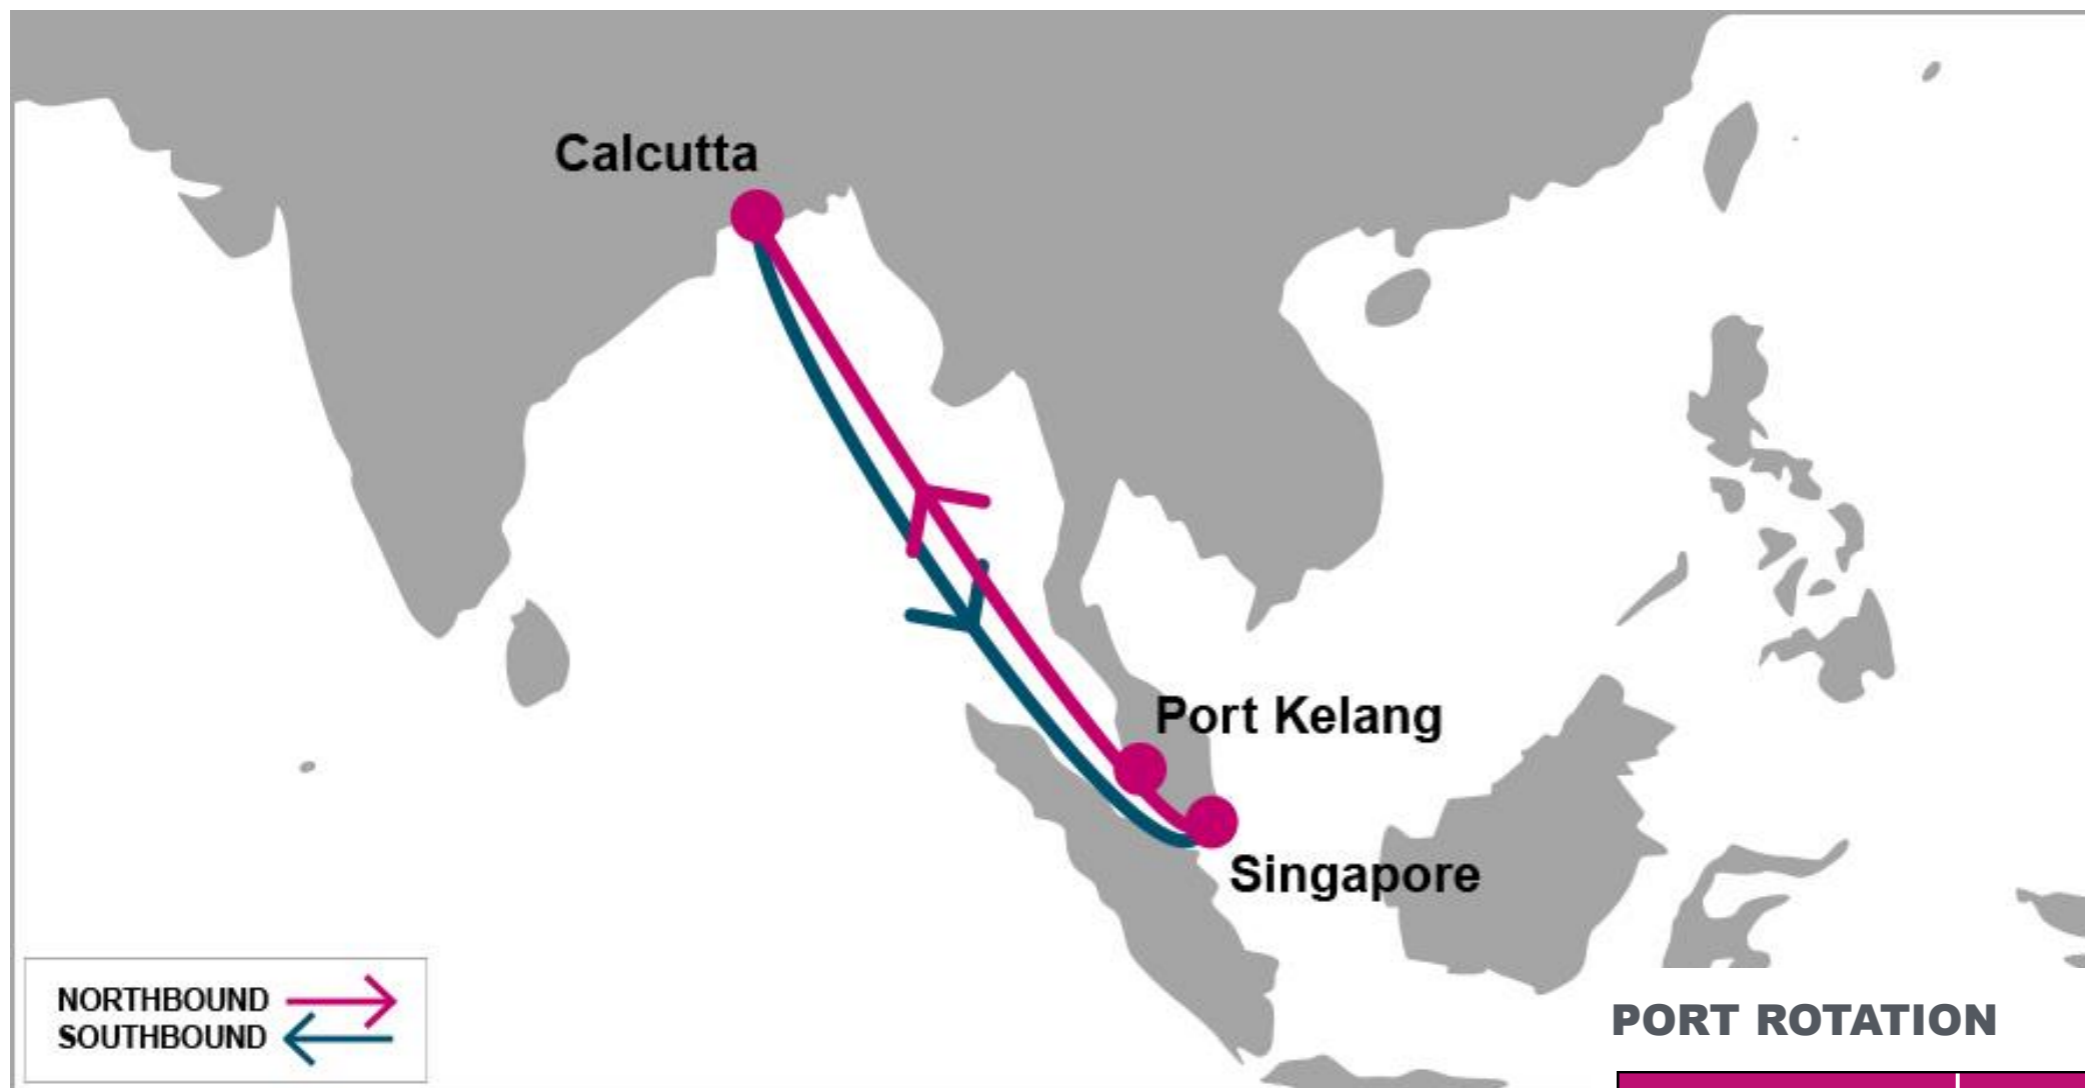 Calcutta
Port Kelang
Singapore
NORTHBOUND
SOUTHBOUND
PORT ROTATION